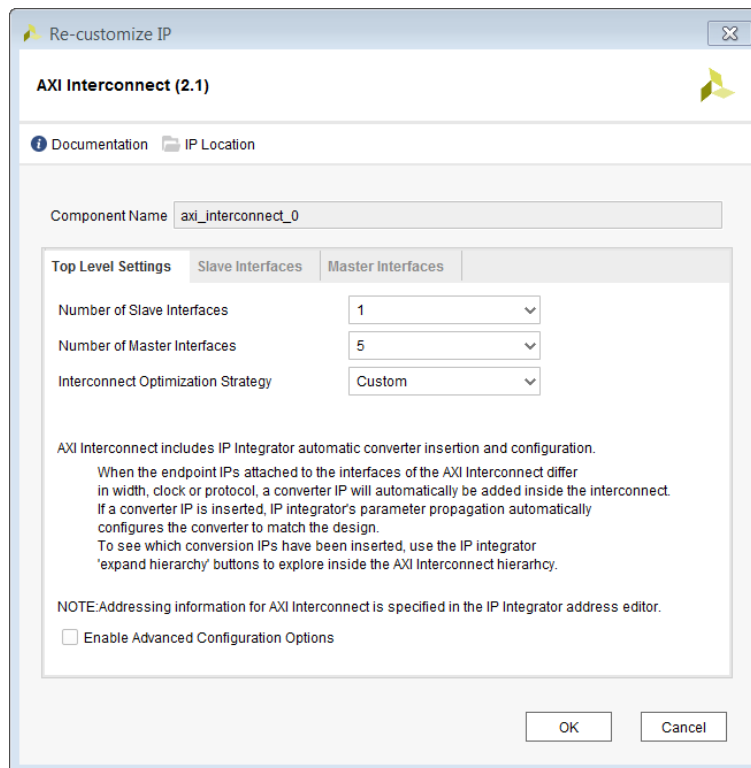 Re-customize IP
AXI Interconnect (2.1)
Documentation IP Location
Component Name axi_interconnect_0
Top Level Settings Slave Interfaces Master Interfaces
Number of Slave Interfaces 1
Number of Master Interfaces 5
Interconnect Optimization Strategy Custom
AXI Interconnect includes IP Integrator automatic converter insertion and configuration.
When the endpoint IPs attached to the interfaces of the AXI Interconnect differ
in width, clock or protocol, a converter IP will automatically be added inside the interconnect.
If a converter IP is inserted, IP integrator's parameter propagation automatically
configures the converter to match the design.
To see which conversion IPs have been inserted, use the IP integrator
'expand hierarchy' buttons to explore inside the AXI Interconnect hierarhcy.
NOTE:Addressing information for AXI Interconnect is specified in the IP Integrator address editor.
Enable Advanced Configuration Options
OK Cancel